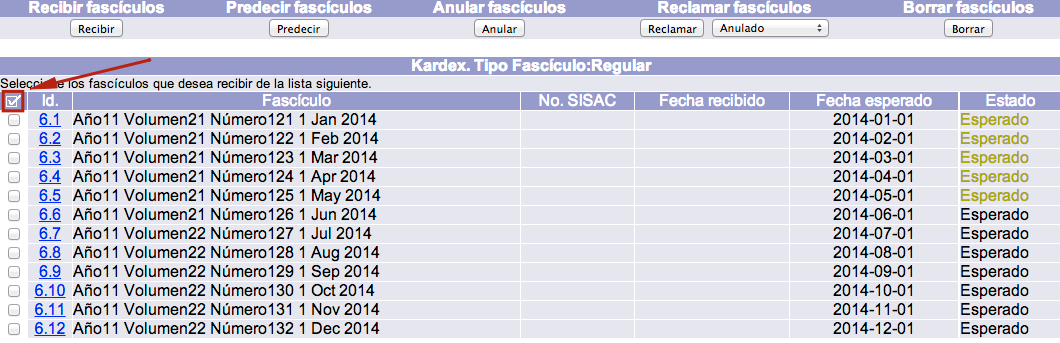 Recibir fascículos Predecir fascículos Anular fascículos Reclamar fascículos Borrar fascículos
Recibir Predecir Anular Reclamar Anulado Borrar
Kardex. Tipo Fascículo:Regular
los fascículos que desea recibir de la lista siguiente.
Id. Fascículo No. SISAC Fecha recibido Fecha esperado Estado
6.1 Año11 Volumen21 Número121 1 Jan 2014 2014-01-01 Esperado
6.2 Año11 Volumen21 Número122 1 Feb 2014 2014-02-01 Esperado
6.3 Año11 Volumen21 Número123 1 Mar 2014 2014-03-01 Esperado
6.4 Año11 Volumen21 Número124 1 Apr 2014 2014-04-01 Esperado
6.5 Año11 Volumen21 Número125 1 May 2014 2014-05-01 Esperado
6.6 Año11 Volumen21 Número126 1 Jun 2014 2014-06-01 Esperado
6.7 Año11 Volumen22 Número127 1 Jul 2014 2014-07-01 Esperado
6.8 Año11 Volumen22 Número128 1 Aug 2014 2014-08-01 Esperado
6.9 Año11 Volumen22 Número129 1 Sep 2014 2014-09-01 Esperado
6.10 Año11 Volumen22 Número130 1 Oct 2014 2014-10-01 Esperado
6.11 Año11 Volumen22 Número131 1 Nov 2014 2014-11-01 Esperado
6.12 Año11 Volumen22 Número132 1 Dec 2014 2014-12-01 Esperado